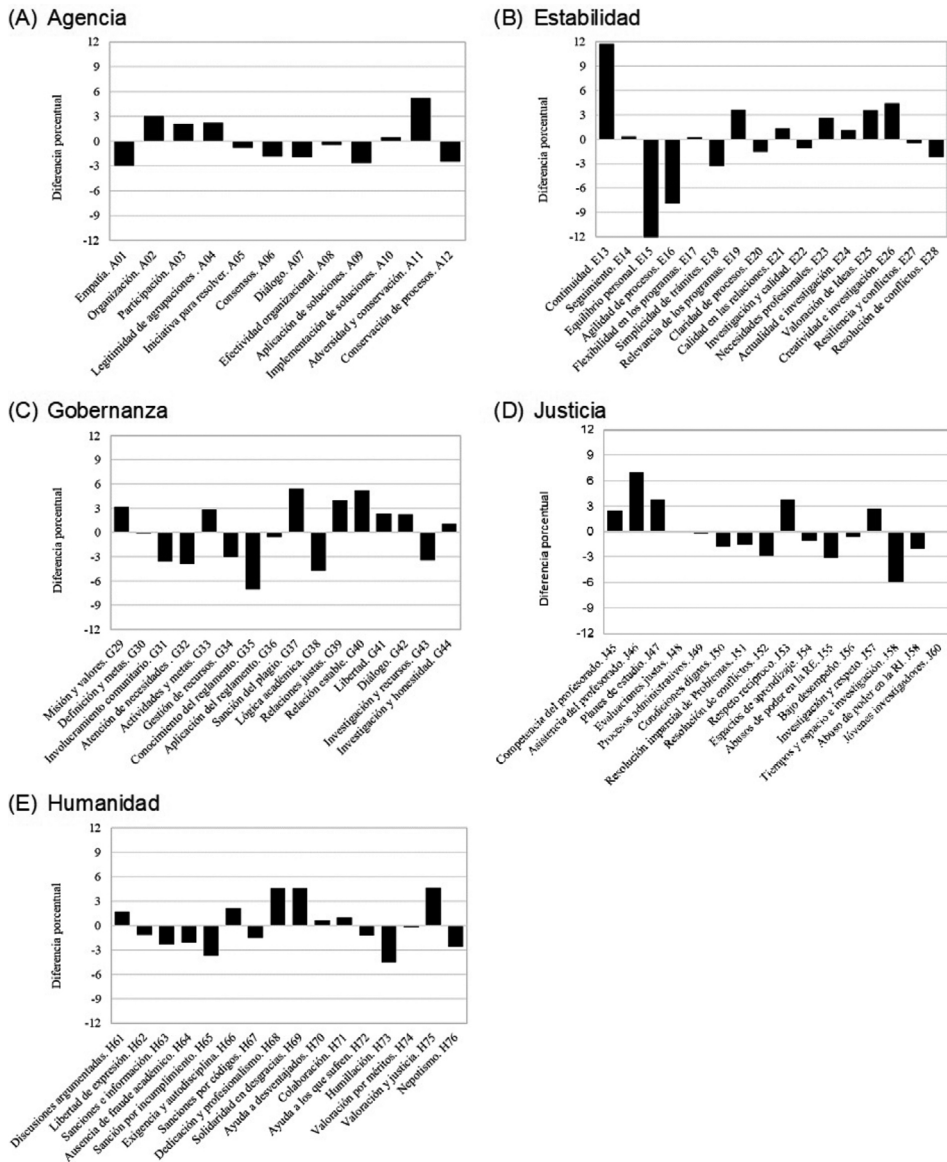 (A) Agencia
12
9
6
3
0
-3
-6
-9
-12
Diferencia porcentual
Empatía. A01
Organización. A02
Participación. A03
Legitimidad de agrupaciones . A04
Iniciativa para resolver. A05
Consensos. A06
Diálogo. A07
Efectividad organizacional. A08
Aplicación de soluciones. A09
Implementación de soluciones. A10
Adversidad y conservación. A11
Conservación de procesos. A12
(B) Estabilidad
12
9
6
3
0
-3
-6
-9
-12
Diferencia porcentual
Continuidad. E13
Seguimiento. E14
Equilibrio personal. E15
Agilidad de procesos. E16
Flexibilidad en los programas. E17
Simplicidad de trámites. E18
Relevancia de los programas. E19
Claridad de procesos. E20
Calidad en las relaciones. E21
Investigación y calidad. E22
Necesidades profesionales. E23
Actualidad e investigación. E24
Valoración de Ideas. E25
Creatividad e investigación. E26
Resiliencia y conflictos. E27
Resolución de conflictos. E28
(C) Gobernanza
12
9
6
3
0
-3
-6
-9
-12
Diferencia porcentual
Misión y valores. G29
Definición y metas. G30
Involucramiento comunitario. G31
Atención de necesidades . G32
Actividades y metas. G33
Gestión de recursos. G34
Conocimiento del reglamento. G35
Aplicación del reglamento. G36
Sanción del plagio. G37
Lógica académica. G38
Relaciones justas. G39
Relación estable. G40
Libertad. G41
Diálogo. G42
Investigación y recursos. G43
Investigación y honestidad. G44
(D) Justicia
12
9
6
3
0
-3
-6
-9
-12
Diferencia porcentual
Competencia del profesorado. J45
Asistencia del profesorado. J46
Planes de estudio. J47
Evaluaciones justas. J48
Procesos administrativos. J49
Condiciones dignas. J50
Resolución imparcial de Problemas. J51
Resolución de conflictos. J52
Respeto recíproco. J53
Espacios de aprendizaje. J54
Abusos de poder en la RE. J55
Bajo desempeño. J56
Investigación y respeto. J57
Tiempos y espacio e investigación. J58
Abusos de poder en la RI. J58
Jóvenes investigadores. J60
(E) Humanidad
12
9
6
3
0
-3
-6
-9
-12
Diferencia porcentual
Discusiones argumentadas. H61
Libertad de expresión. H62
Sanciones e información. H63
Ausencia de fraude académico. H64
Sanción por incumplimiento. H65
Exigencia y autodisciplina. H66
Sanciones por códigos. H67
Dedicación y profesionalismo. H68
Solidaridad en desgracias. H69
Ayuda a desventajados. H70
Colaboración. H71
Ayuda a los que sufren. H72
Humillación. H73
Valoración por méritos. H74
Valoración y justicia. H75
Nepotismo. H76